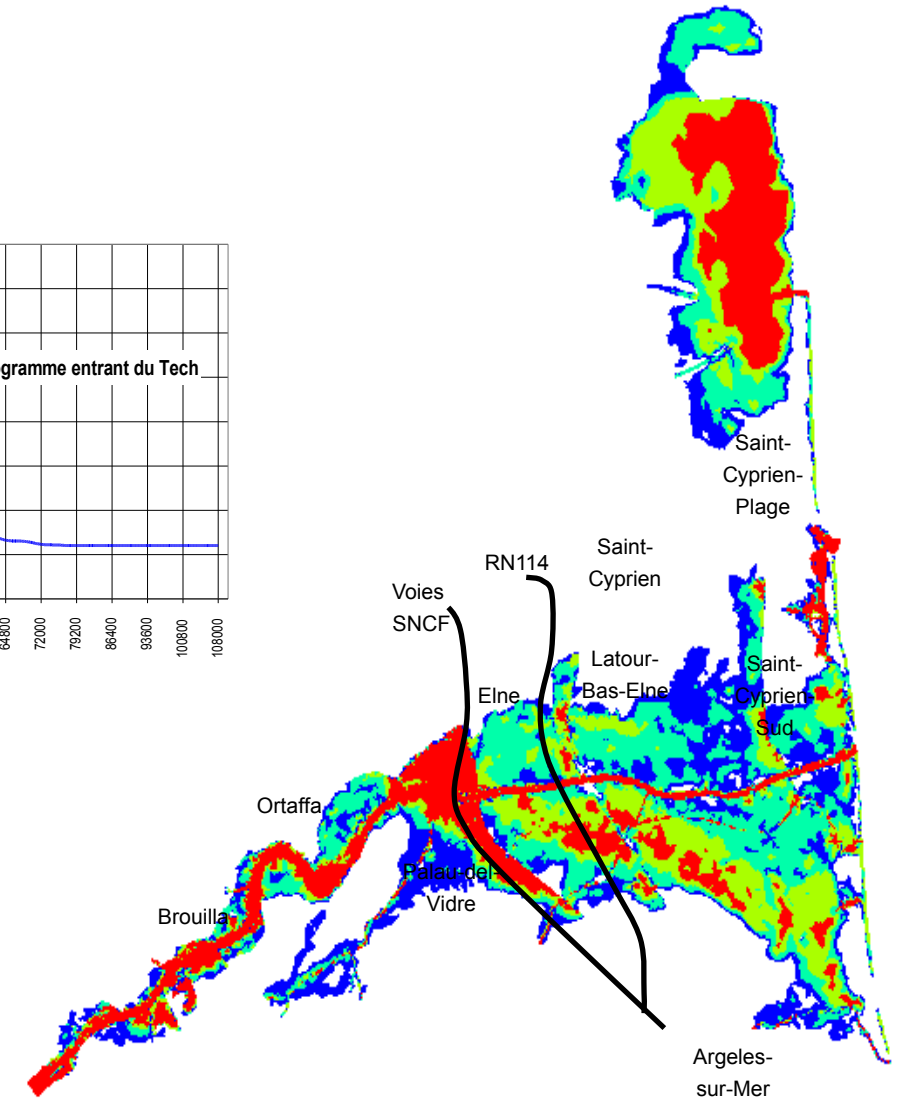 gramme entrant du Tech
64800
72000
79200
86400
93600
100800
108000
Saint-
Cyprien-
Plage
Saint-
Cyprien
RN114
Voies
SNCF
Latour-
Bas-Elne
Elne
Saint-
Cyprien
Sud
Ortaffa
Palau-del-
Vidre
Brouilla
Argeles-
sur-Mer